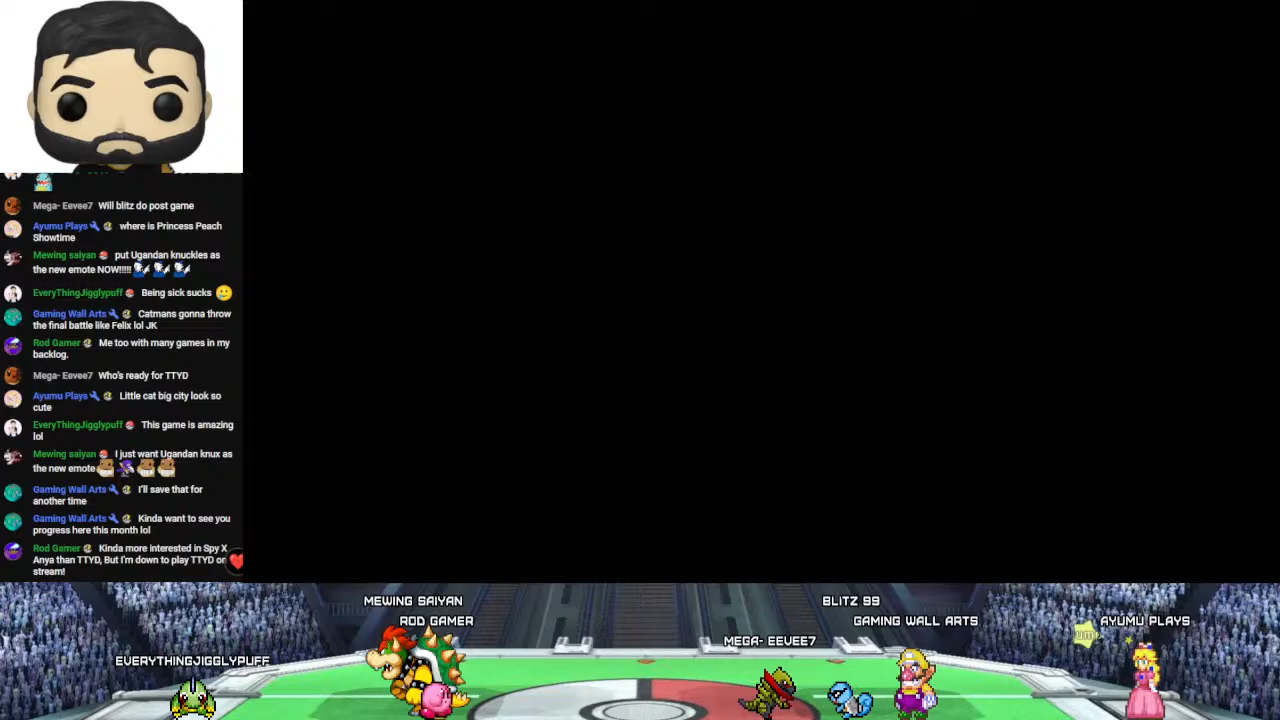 Mega- Eevee7 Will blitz do post game
Ayumu Plays where is Princess Peach
Showtime
Mewing saiyan put Ugandan knuckles as
the new emote NOW!!!!!
EveryThingJigglypuff Being sick sucks
Gaming Wall Arts Catmans gonna throw
the final battle like Felix lol JK
Rod Gamer Me too with many games in my
backlog.
Mega- Eevee7 Who's ready for TTYD
Ayumu Plays Little cat big city look so
cute
EveryThingJigglypuff This game is amazing
lol
Mewing saiyan I just want Ugandan knux as
the new emote
Gaming Wall Arts I'll save that for
another time
Gaming Wall Arts Kinda want to see you
progress here this month lol
Rod Gamer Kinda more interested in Spy X
Anya than TTYD, But I'm down to play TTYD on
stream!
MEWING SAIYAN
BLITZ 99
ROD GAMER
GAMING WALL ARTS
AYUMU PLAYS
um
MEGA- EEVEE7
EVERYTHINGJIGGLYPUFF